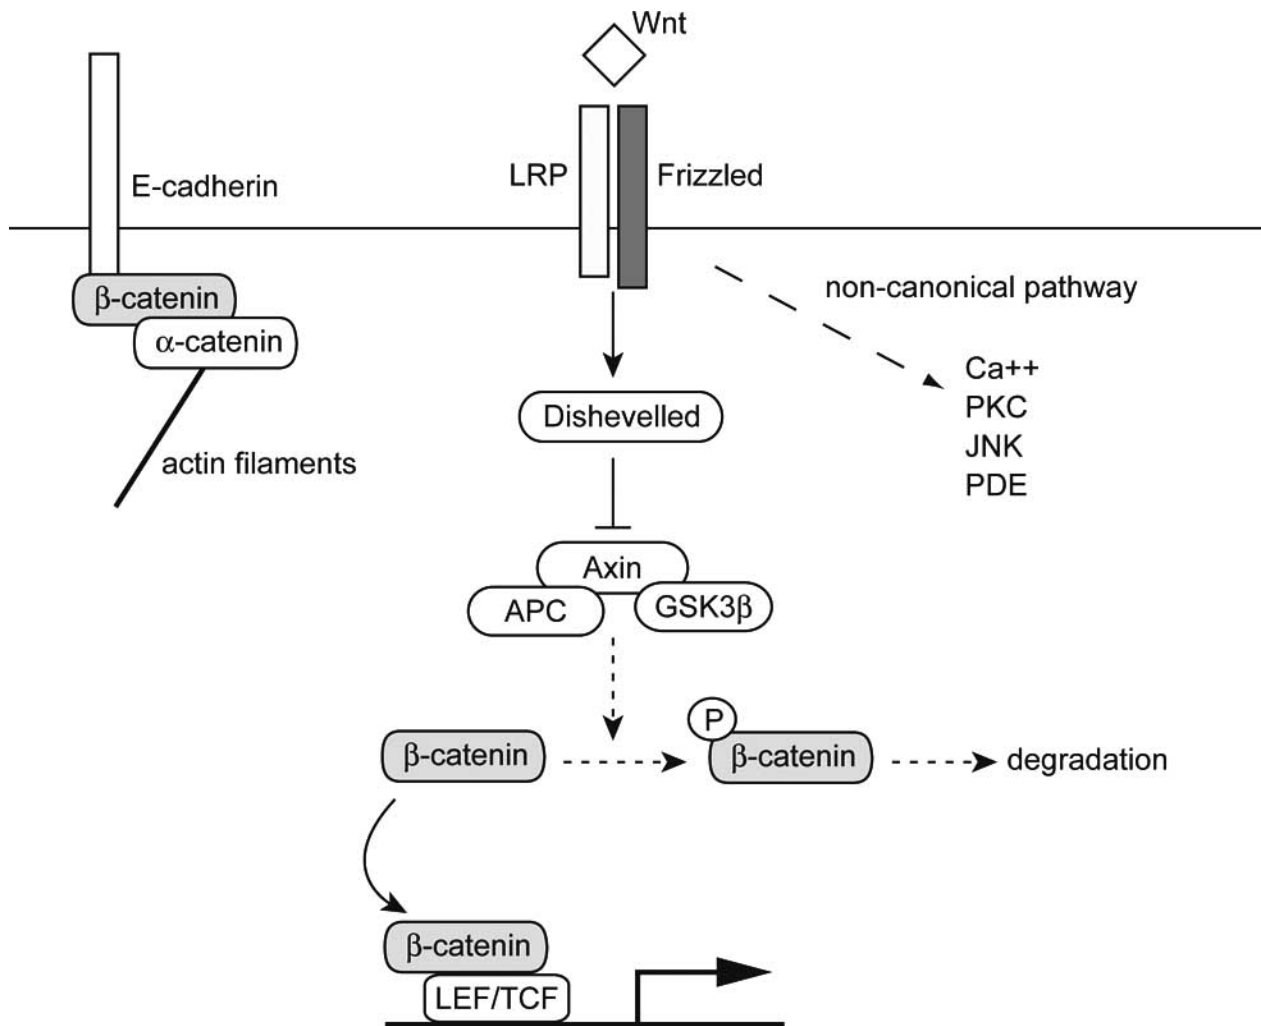 Wnt
LRP
Frizzled
E-cadherin
β-catenin
α-catenin
actin filaments
non-canonical pathway
Ca++
PKC
JNK
PDE
Dishevelled
Axin
APC
GSK3β
β-catenin
P
β-catenin
degradation
β-catenin
LEF/TCF